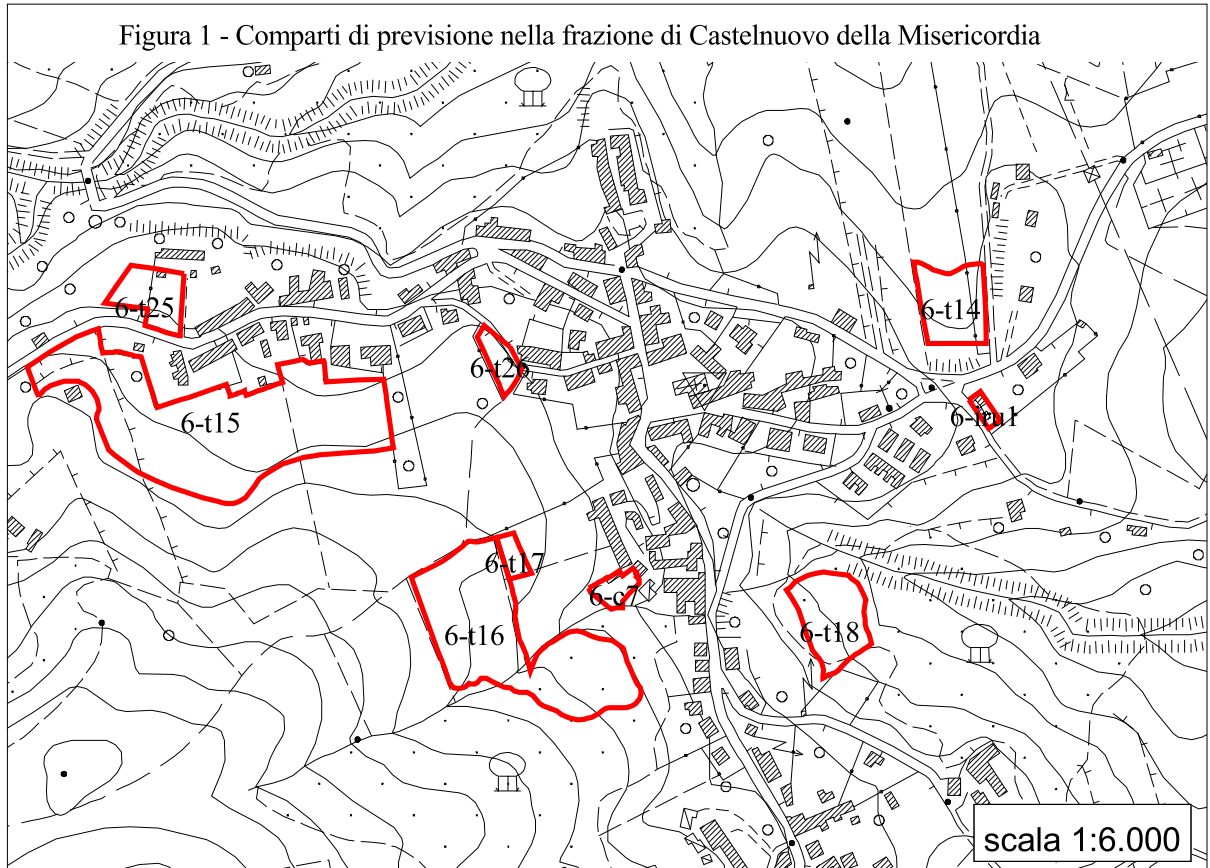 Figura 1 - Comparti di previsione nella frazione di Castelnuovo della Misericordia
6-t25
6-t14
6-t26
6-t15
6-iru1
6-t17
6-c7
6-t16
6-t18
scala 1:6.000